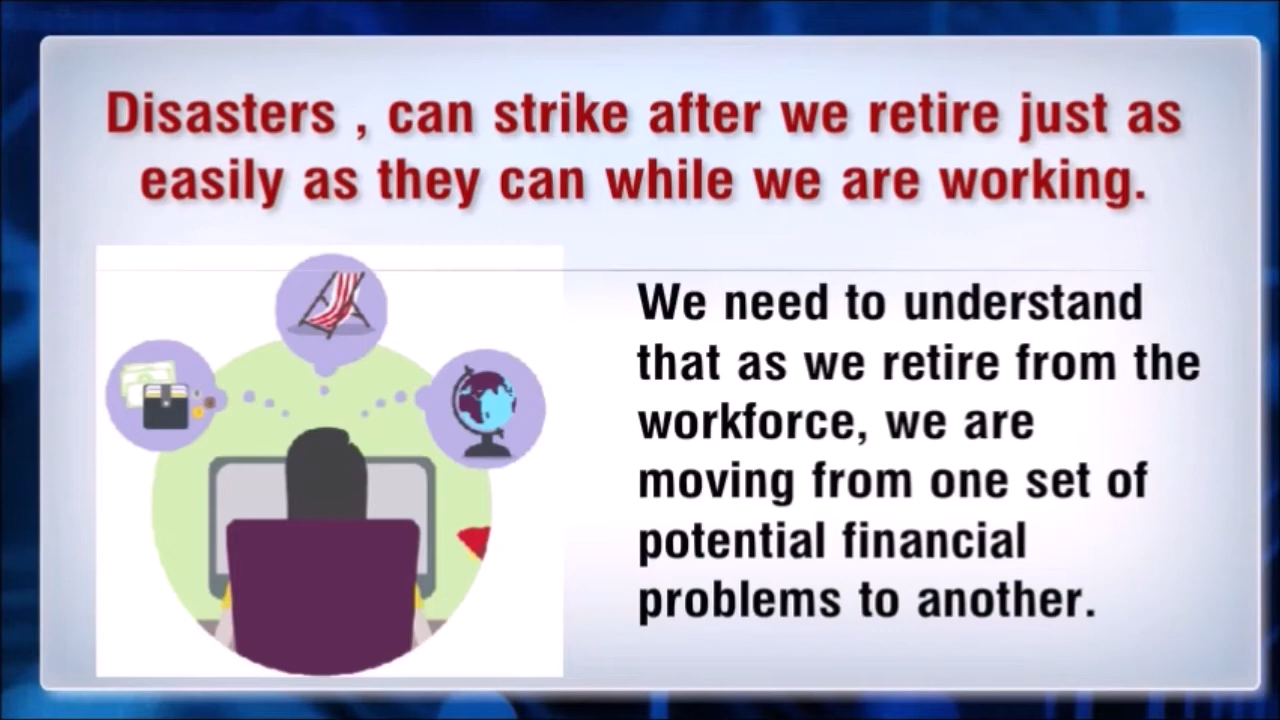 Disasters , can strike after we retire just as
easily as they can while we are working.
We need to understand
that as we retire from the
workforce, we are
moving from one set of
potential financial
problems to another.